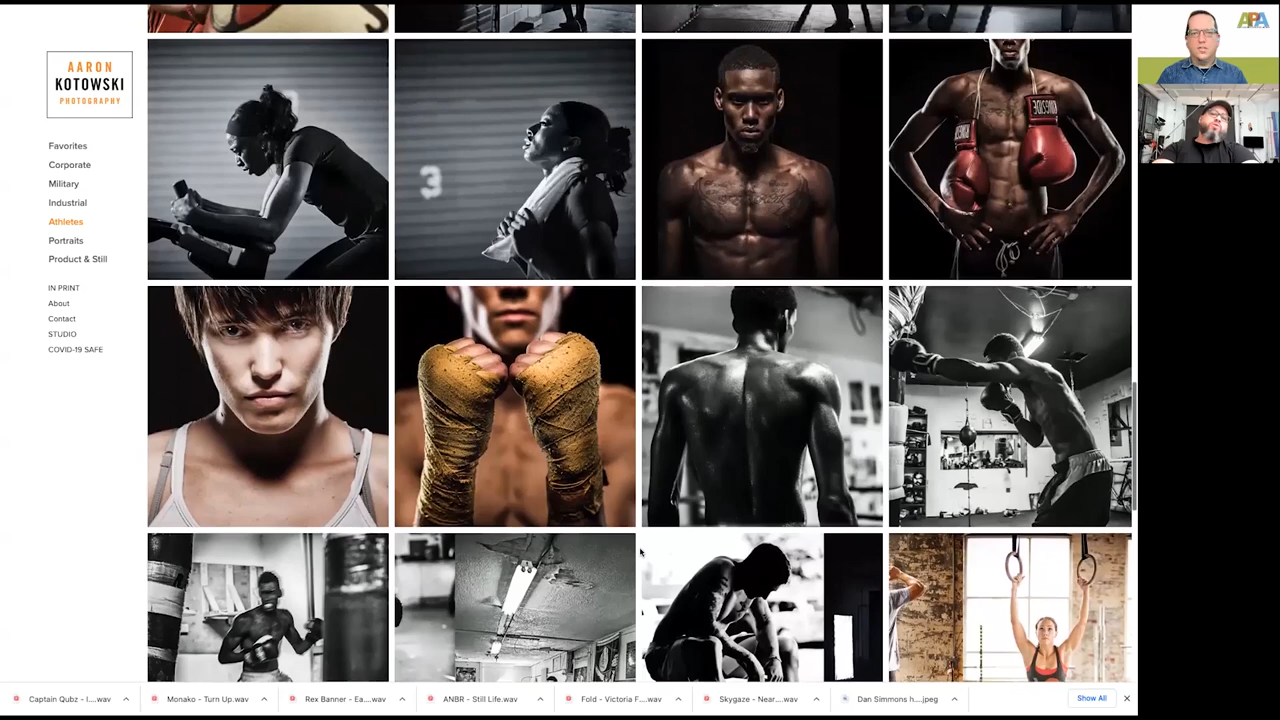 AARON
KOTOWSKI
PHOTOGRAPHY
Favorites
Corporate
Military
Industrial
Athletes
Portraits
Product & Still
IN PRINT
About
Contact
STUDIO
COVID-19 SAFE
3
RINGSIDE
APA
Captain Qubz - I....wav
Monako - Turn Up.wav
Rex Banner - Ea....wav
ANBR - Still Life.wav
Fold - Victoria F....wav
Skygaze - Near....wav
Dan Simmons h....jpeg
Show All